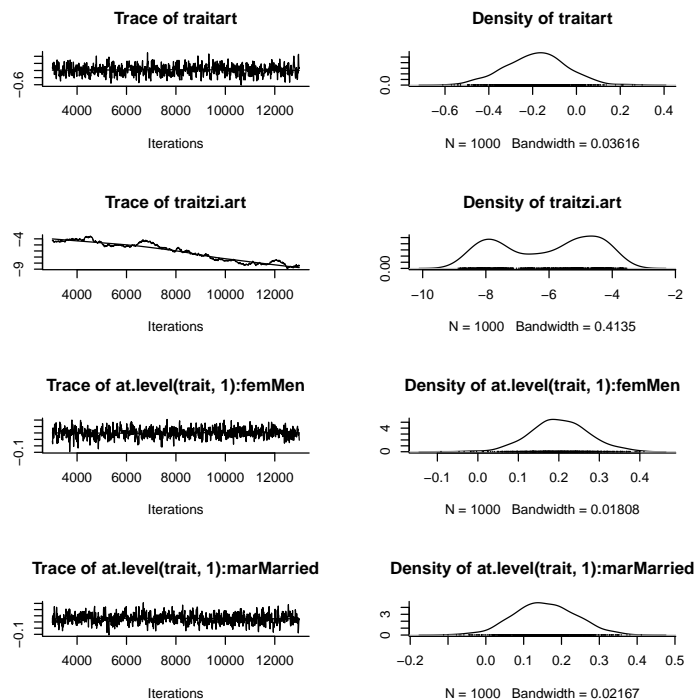 Trace of traitart
−0.6
4000 6000 8000 10000 12000
Iterations
Density of traitart
0.0
−0.6 −0.4 −0.2 0.0 0.2 0.4
N = 1000 Bandwidth = 0.03616
Trace of traitzi.art
−4
−9
4000 6000 8000 10000 12000
Iterations
Density of traitzi.art
0.00
−10 −8 −6 −4 −2
N = 1000 Bandwidth = 0.4135
Trace of at.level(trait, 1):femMen
−0.1
4000 6000 8000 10000 12000
Iterations
Density of at.level(trait, 1):femMen
4
0
−0.1 0.0 0.1 0.2 0.3 0.4
N = 1000 Bandwidth = 0.01808
Trace of at.level(trait, 1):marMarried
−0.1
4000 6000 8000 10000 12000
Iterations
Density of at.level(trait, 1):marMarried
3
0
−0.2 0.0 0.1 0.2 0.3 0.4 0.5
N = 1000 Bandwidth = 0.02167